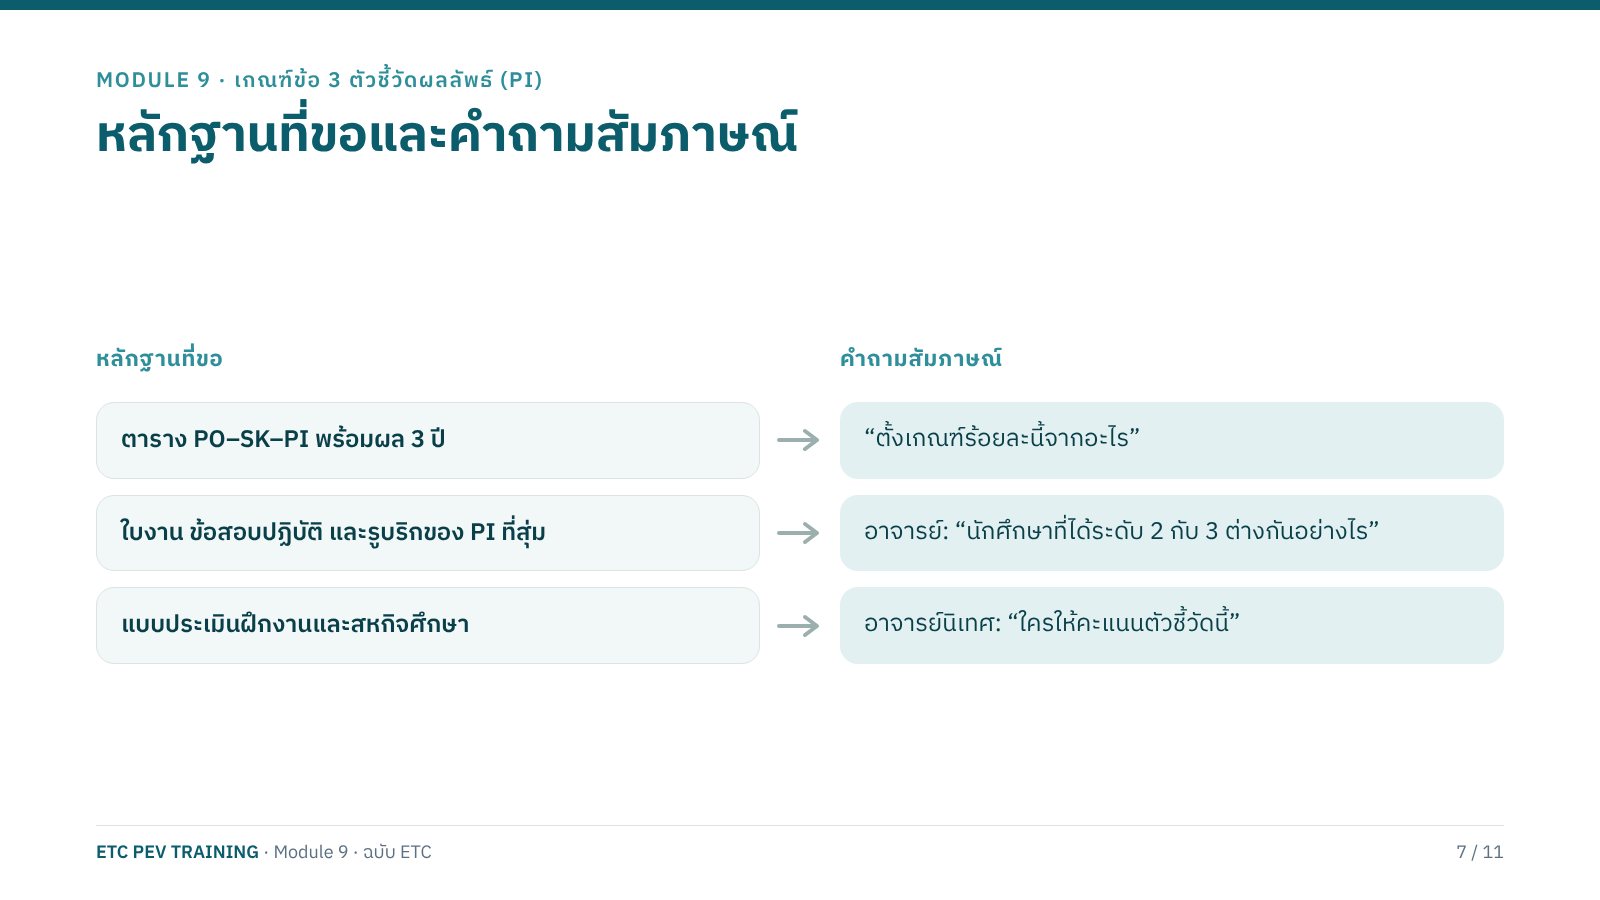 MODULE 9 · เกณฑ์ข้อ 3 ตัวชี้วัดผลลัพธ์ (PI)
หลักฐานที่ขอและคำถามสัมภาษณ์
หลักฐานที่ขอ
คำถามสัมภาษณ์
ตาราง PO–SK–PI พร้อมผล 3 ปี
“ตั้งเกณฑ์ร้อยละนี้จากอะไร”
ใบงาน ข้อสอบปฏิบัติ และรูบริกของ PI ที่สุ่ม
อาจารย์: “นักศึกษาที่ได้ระดับ 2 กับ 3 ต่างกันอย่างไร”
แบบประเมินฝึกงานและสหกิจศึกษา
อาจารย์นิเทศ: “ใครให้คะแนนตัวชี้วัดนี้”
ETC PEV TRAINING · Module 9 · ฉบับ ETC
7 / 11